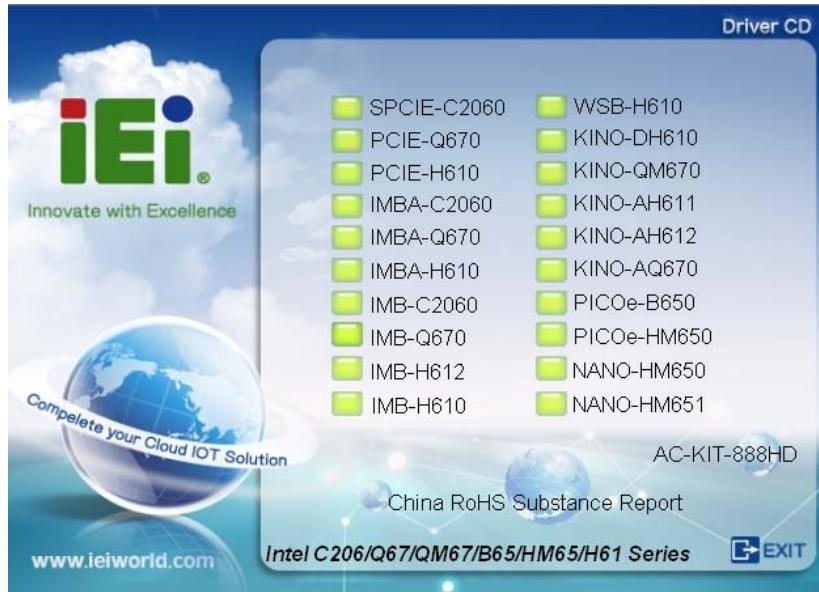 Driver CD
iEi®
Innovate with Excellence
SPCIE-C2060
PCIE-Q670
PCIE-H610
IMBA-C2060
IMBA-Q670
IMBA-H610
IMB-C2060
IMB-Q670
IMB-H612
IMB-H610
WSB-H610
KINO-DH610
KINO-QM670
KINO-AH611
KINO-AH612
KINO-AQ670
PICOe-B650
PICOe-HM650
NANO-HM650
NANO-HM651
Compelete your Cloud IOT Solution
AC-KIT-888HD
China RoHS Substance Report
www.ieiworld.com
Intel C206/Q67/QM67/B65/HM65/H61 Series
EXIT